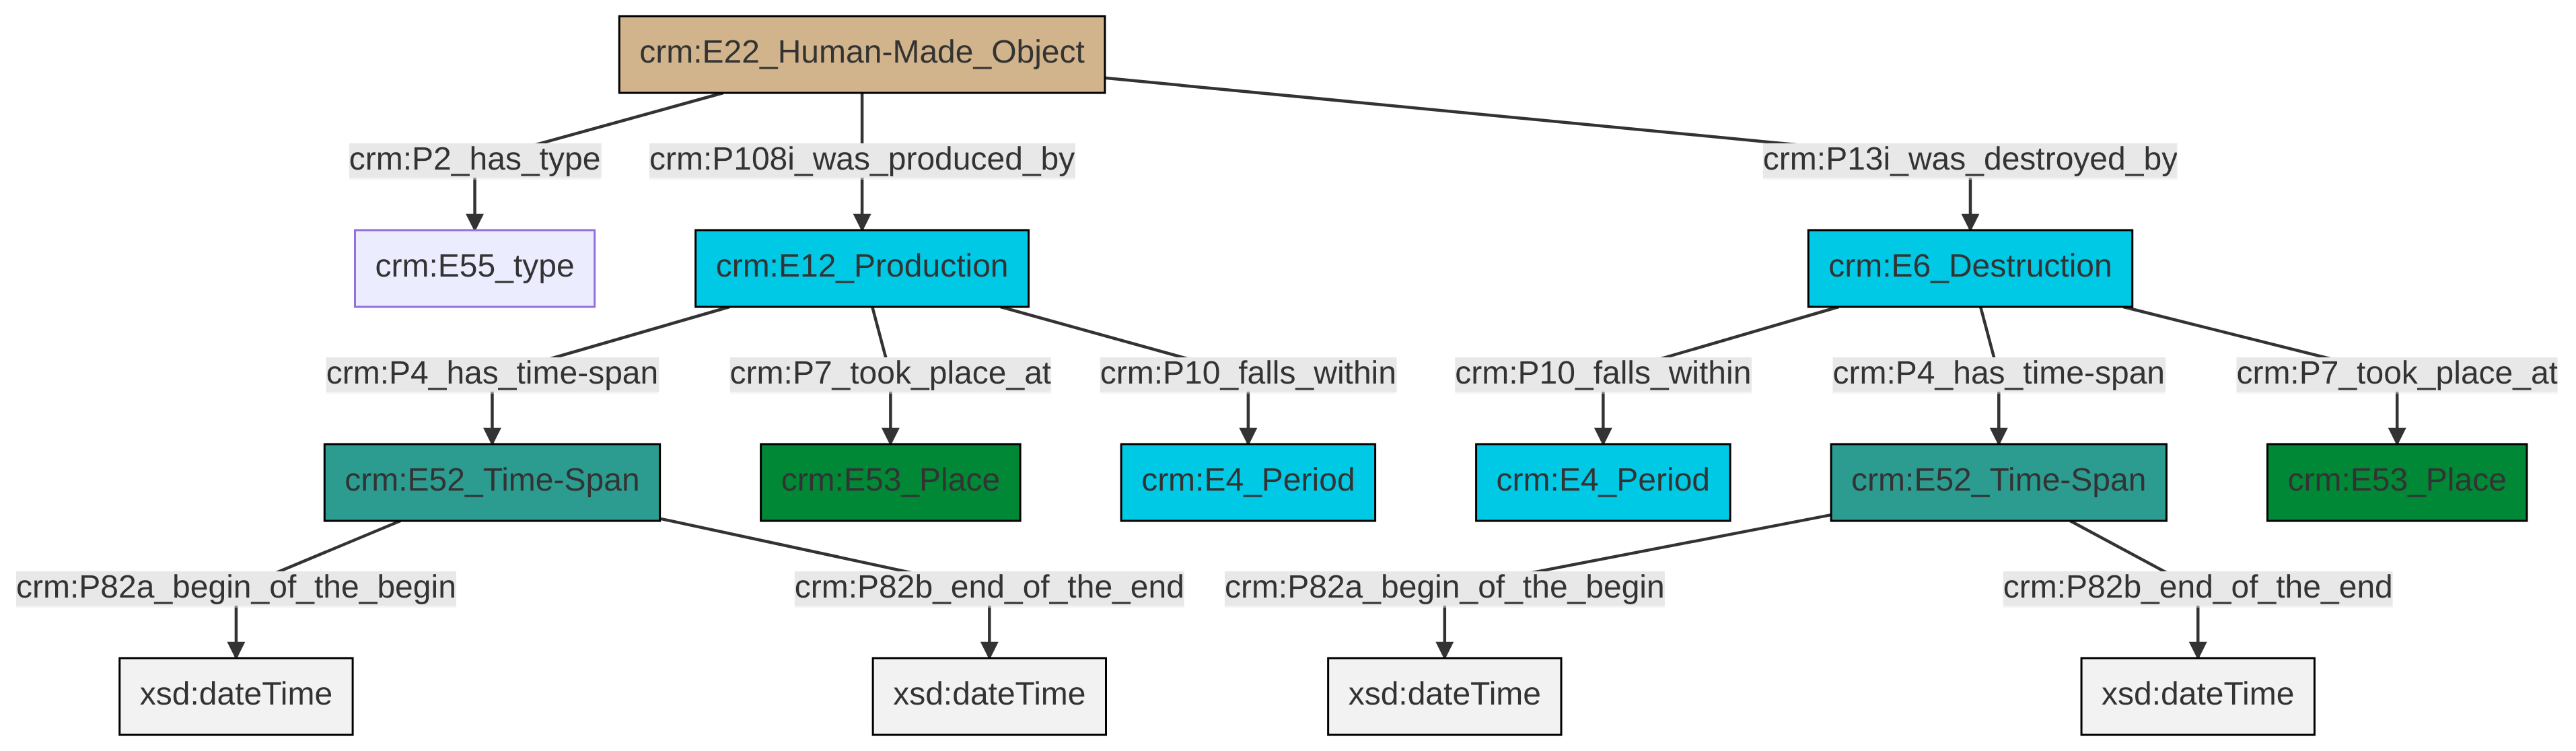 crm:E22_Human-Made_Object
crm:P2_has_type
crm:P108i_was_produced_by
crm:P13i_was_destroyed_by
crm:E55_type
crm:E12_Production
crm:E6_Destruction
crm:P4_has_time-span
crm:P7_took_place_at
crm:P10_falls_within
crm:P10_falls_within
crm:P4_has_time-span
crm:P7_took_place_at
crm:E52_Time-Span
crm:E53_Place
crm:E4_Period
crm:E4_Period
crm:E52_Time-Span
crm:E53_Place
crm:P82a_begin_of_the_begin
crm:P82b_end_of_the_end
crm:P82a_begin_of_the_begin
crm:P82b_end_of_the_end
xsd:dateTime
xsd:dateTime
xsd:dateTime
xsd:dateTime